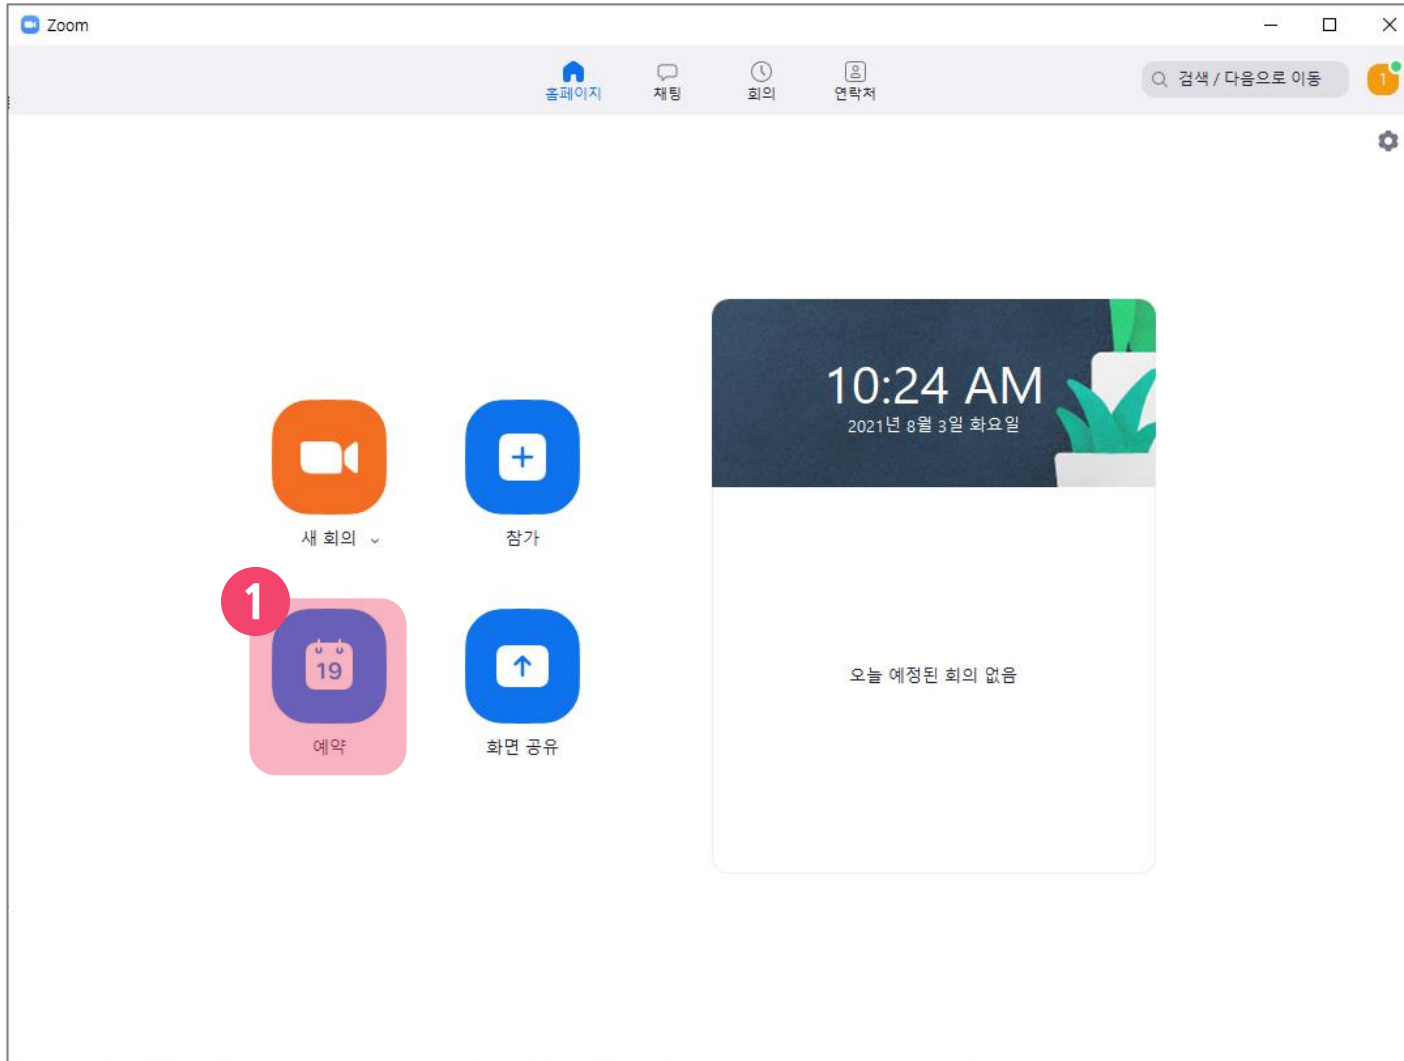 Zoom
홈페이지
채팅
회의
연락처
검색 / 다음으로 이동
1
10:24 AM
2021년 8월 3일 화요일
새 회의
참가
1
19
예약
화면 공유
오늘 예정된 회의 없음